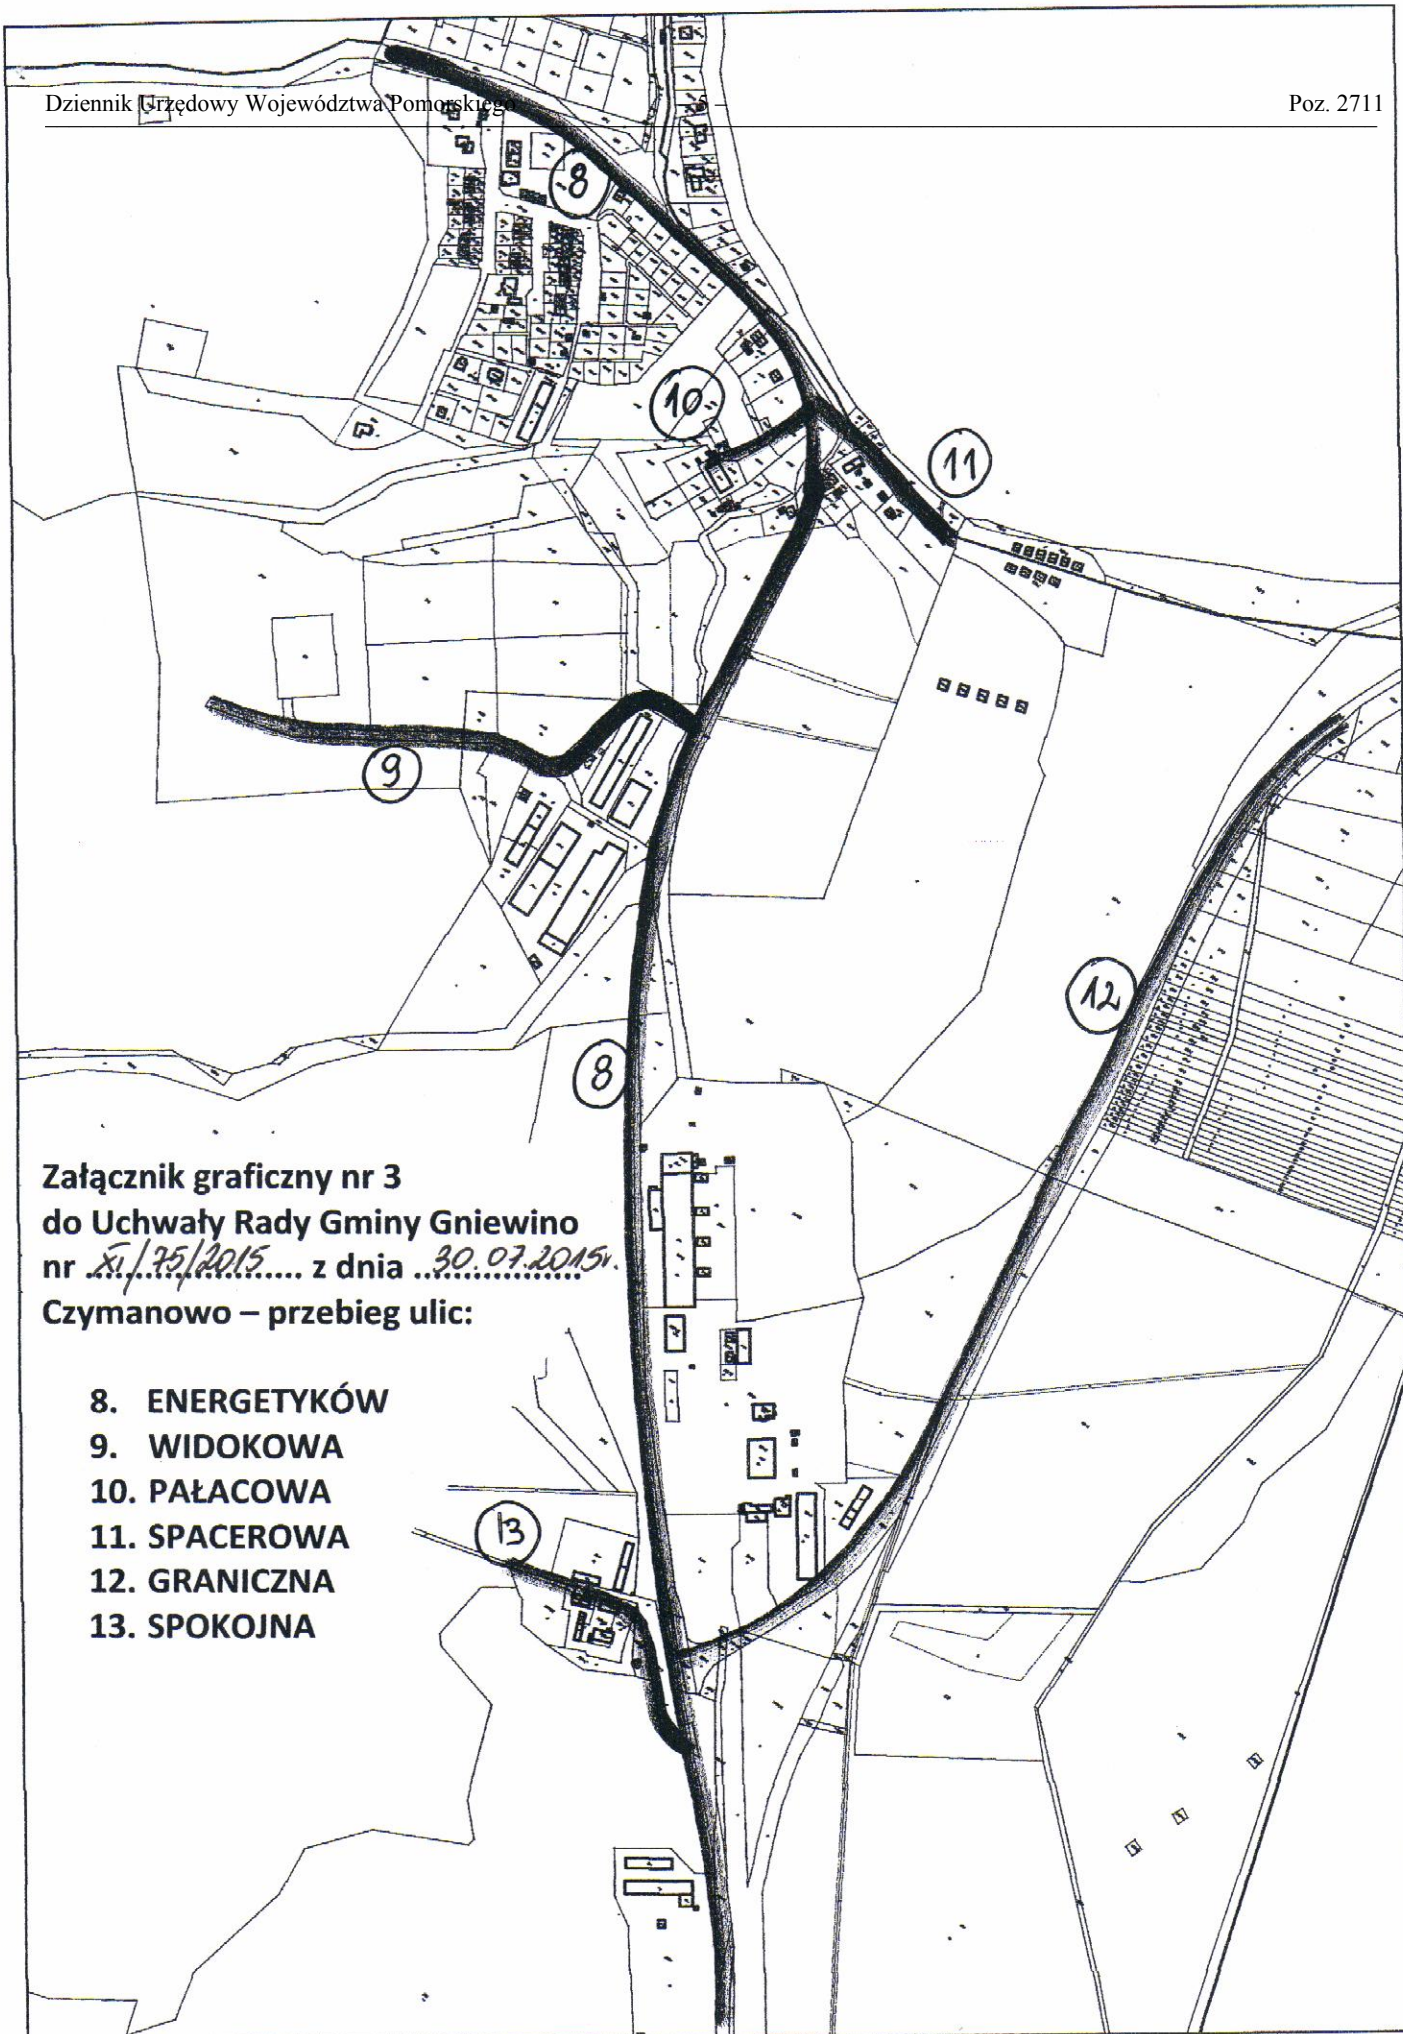 Dziennik Urzędowy Województwa Pomorskiego – 5 – Poz. 2711
8
10
11
9
12
8
Załącznik graficzny nr 3
do Uchwały Rady Gminy Gniewino
nr XI/75/2015 z dnia 30.07.2015r.
Czymanowo – przebieg ulic:
8. ENERGETYKÓW
9. WIDOKOWA
10. PAŁACOWA
11. SPACEROWA
12. GRANICZNA
13. SPOKOJNA
13